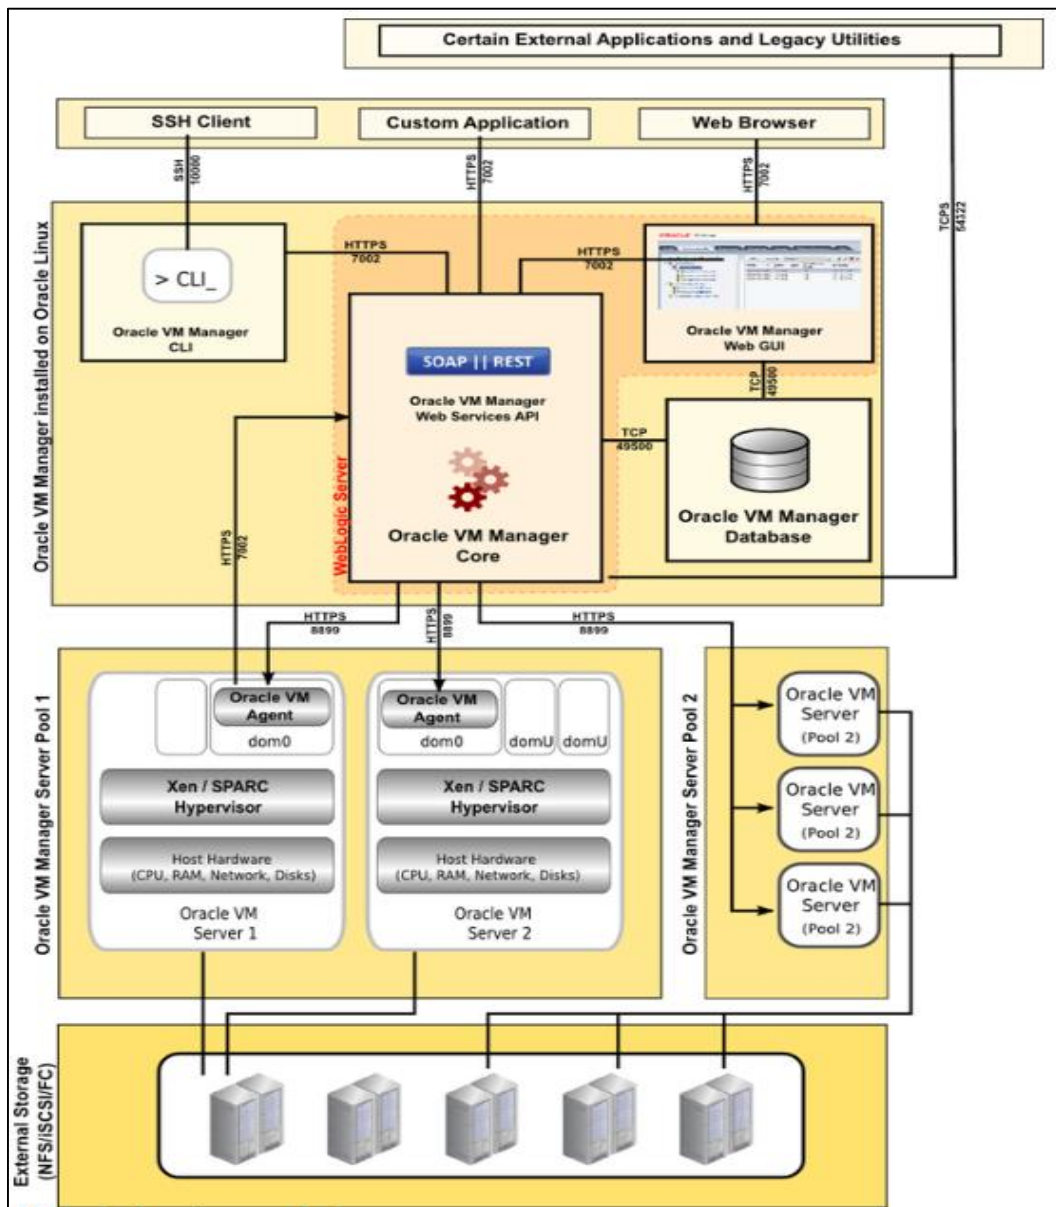 Certain External Applications and Legacy Utilities
SSH Client
Custom Application
Web Browser
SSH
10000
HTTPS
7002
HTTPS
7002
TCPS
54322
Oracle VM Manager installed on Oracle Linux
> CLI_
Oracle VM Manager
CLI
HTTPS
7002
HTTPS
7002
Oracle VM Manager
Web GUI
SOAP || REST
Oracle VM Manager
Web Services API
Oracle VM Manager
Core
WebLogic Server
TCP
49500
TCP
49500
Oracle VM Manager
Database
HTTPS
7002
HTTPS
8899
HTTPS
8899
HTTPS
8899
Oracle VM Manager Server Pool 1
Oracle VM
Agent
dom0
Xen / SPARC
Hypervisor
Host Hardware
(CPU, RAM, Network, Disks)
Oracle VM
Server 1
Oracle VM
Agent
dom0
domU
domU
Xen / SPARC
Hypervisor
Host Hardware
(CPU, RAM, Network, Disks)
Oracle VM
Server 2
Oracle VM Manager Server Pool 2
Oracle VM
Server
(Pool 2)
Oracle VM
Server
(Pool 2)
Oracle VM
Server
(Pool 2)
External Storage
(NFS/iSCSI/FC)